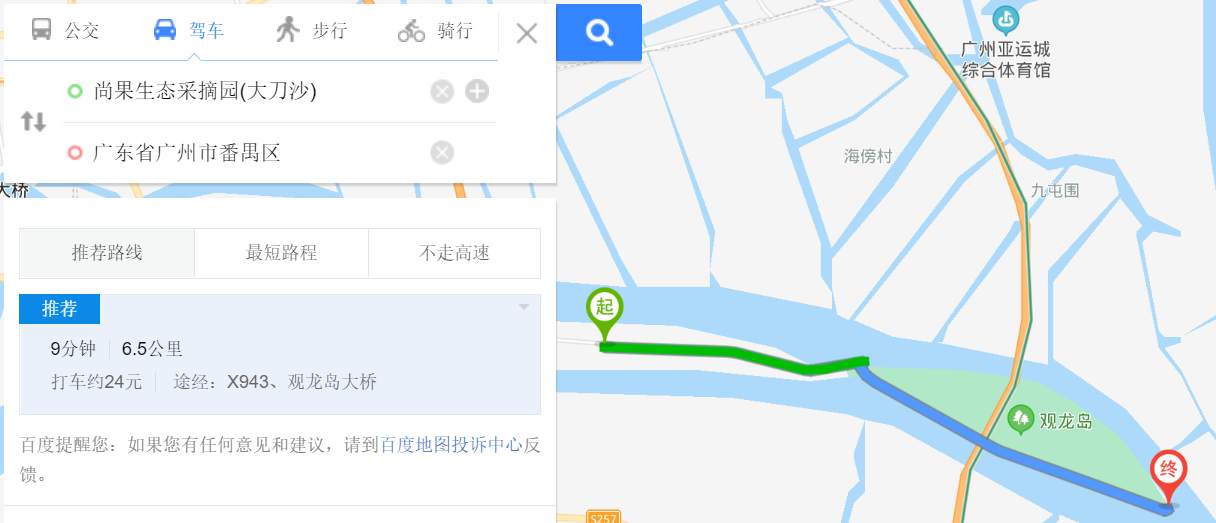 公交 驾车 步行 骑行
尚果生态采摘园(大刀沙)
广东省广州市番禺区
大桥
推荐路线 最短路程 不走高速
推荐
9分钟 6.5公里
打车约24元 途经：X943、观龙岛大桥
百度提醒您：如果您有任何意见和建议，请到百度地图投诉中心反
馈。
广州亚运城
综合体育馆
海傍村
九屯围
起
观龙岛
终
S257